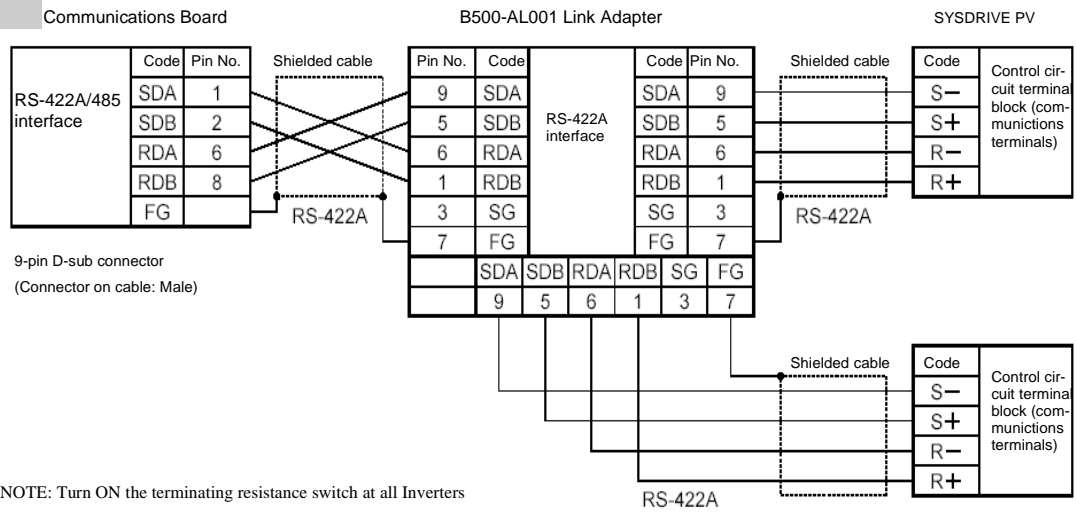 Communications Board
B500-AL001 Link Adapter
SYSDRIVE PV
Code Pin No.
SDA 1
SDB 2
RDA 6
RDB 8
FG
RS-422A/485
interface
Shielded cable
RS-422A
9-pin D-sub connector
(Connector on cable: Male)
Pin No. Code
9 SDA
5 SDB
6 RDA
1 RDB
3 SG
7 FG
RS-422A
interface
Code Pin No.
SDA 9
SDB 5
RDA 6
RDB 1
SG 3
FG 7
SDA SDB RDA RDB SG FG
9 5 6 1 3 7
Shielded cable
RS-422A
Code
S−
S+
R−
R+
Control cir-
cuit terminal
block (com-
munictions
terminals)
Shielded cable
RS-422A
Code
S−
S+
R−
R+
Control cir-
cuit terminal
block (com-
munictions
terminals)
NOTE: Turn ON the terminating resistance switch at all Inverters